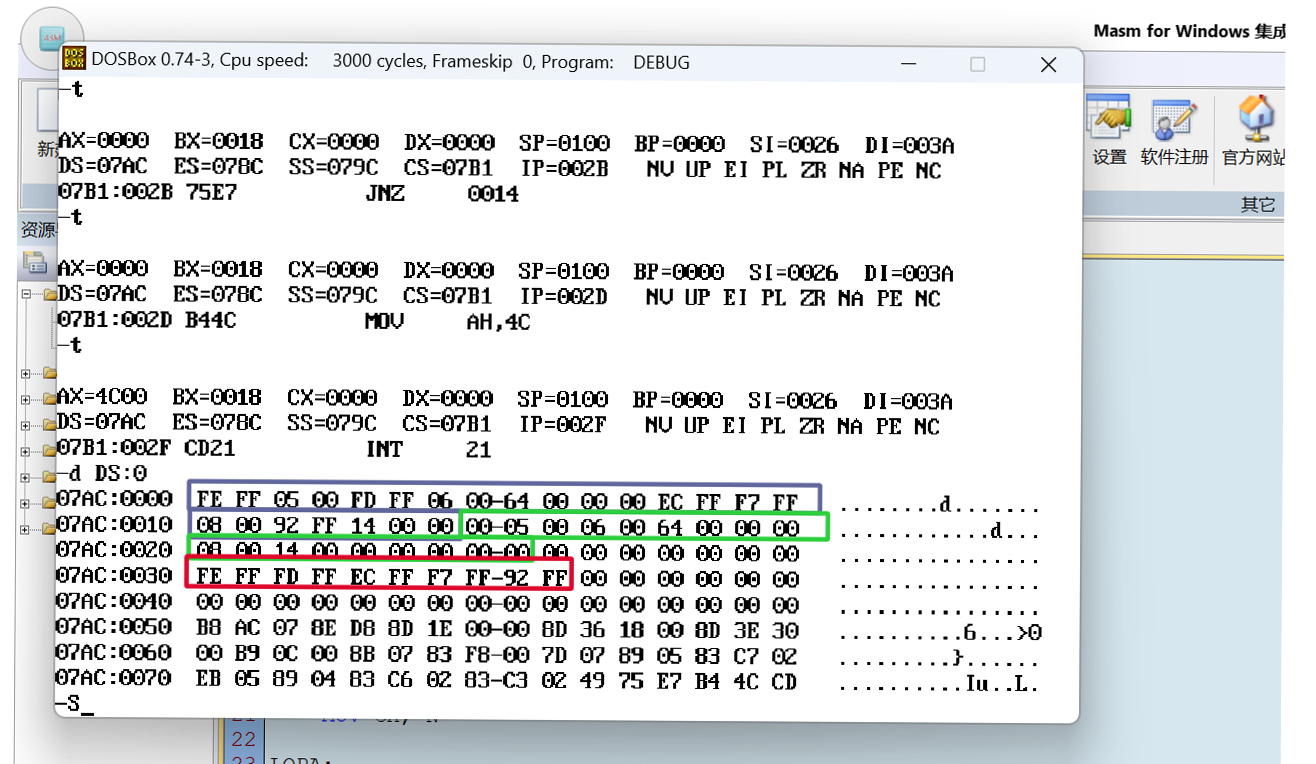 Masm for Windows 集成
DOSBox 0.74-3, Cpu speed: 3000 cycles, Frameskip 0, Program: DEBUG
设置 软件注册 官方网站
其它
资源
-t
AX=0000 BX=0018 CX=0000 DX=0000 SP=0100 BP=0000 SI=0026 DI=003A
DS=07AC ES=078C SS=079C CS=07B1 IP=002B NV UP EI PL ZR NA PE NC
07B1:002B 75E7 JNZ 0014
-t
AX=0000 BX=0018 CX=0000 DX=0000 SP=0100 BP=0000 SI=0026 DI=003A
DS=07AC ES=078C SS=079C CS=07B1 IP=002D NV UP EI PL ZR NA PE NC
07B1:002D B44C MOV AH,4C
-t
AX=4C00 BX=0018 CX=0000 DX=0000 SP=0100 BP=0000 SI=0026 DI=003A
DS=07AC ES=078C SS=079C CS=07B1 IP=002F NV UP EI PL ZR NA PE NC
07B1:002F CD21 INT 21
-d DS:0
07AC:0000 FE FF 05 00 FD FF 06 00-64 00 00 00 EC FF F7 FF ........d.......
07AC:0010 08 00 92 FF 14 00 00 00-05 00 06 00 64 00 00 00 ............d...
07AC:0020 08 00 14 00 00 00 00 00-00 00 00 00 00 00 00 00 ................
07AC:0030 FE FF FD FF EC FF F7 FF-92 FF 00 00 00 00 00 00 ................
07AC:0040 00 00 00 00 00 00 00 00-00 00 00 00 00 00 00 00 ................
07AC:0050 B8 AC 07 8E D8 8D 1E 00-00 8D 36 18 00 8D 3E 30 ..........6...>0
07AC:0060 00 B9 0C 00 8B 07 83 F8-00 7D 07 89 05 83 C7 02 .........}......
07AC:0070 EB 05 89 04 83 C6 02 83-C3 02 49 75 E7 B4 4C CD ..........Iu..L.
-S_
22